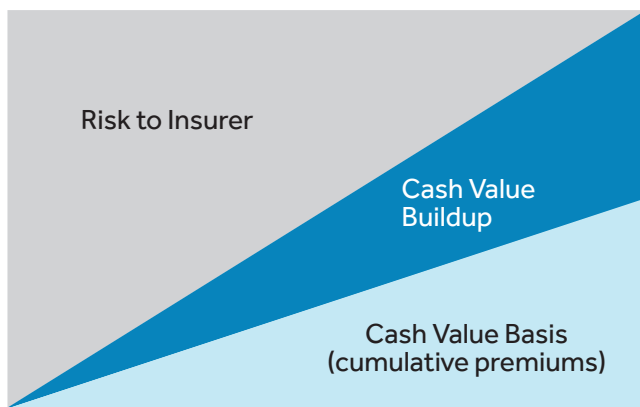 Risk to Insurer
Cash Value
Buildup
Cash Value Basis
(cumulative premiums)